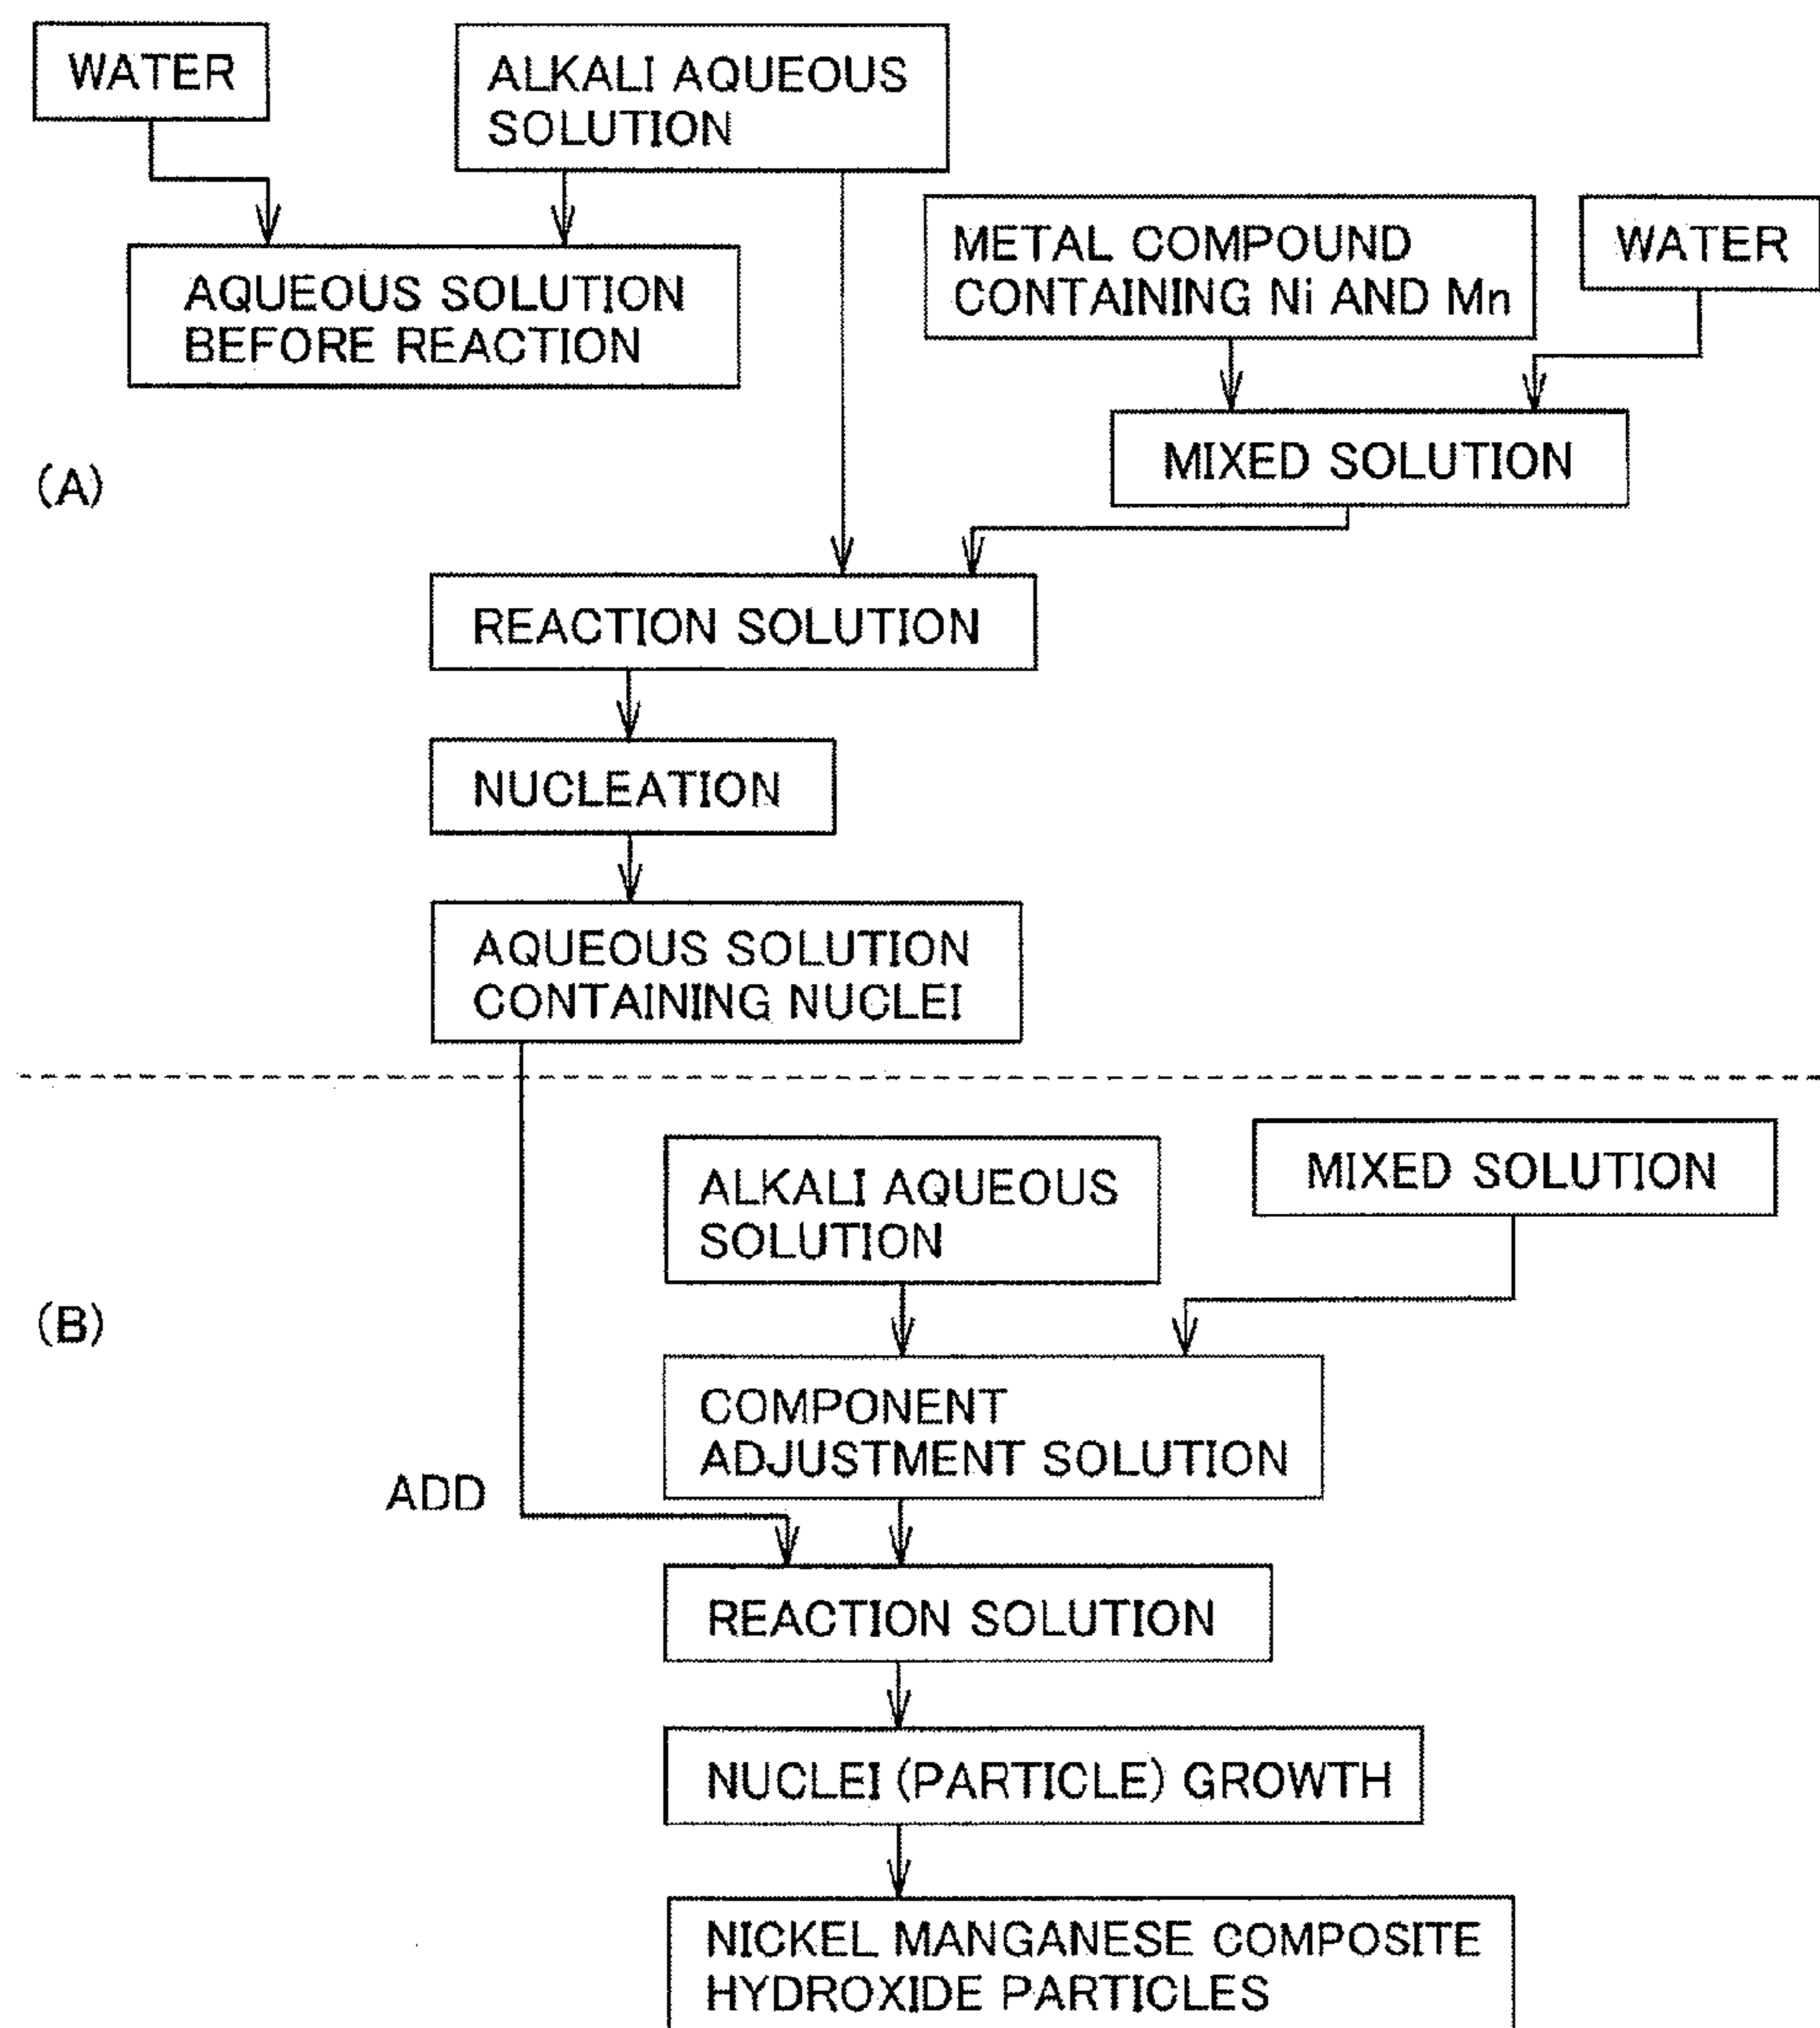 WATER
ALKALI AQUEOUS
SOLUTION
METAL COMPOUND
CONTAINING Ni AND Mn
WATER
AQUEOUS SOLUTION
BEFORE REACTION
MIXED SOLUTION
(A)
REACTION SOLUTION
NUCLEATION
AQUEOUS SOLUTION
CONTAINING NUCLEI
ALKALI AQUEOUS
SOLUTION
MIXED SOLUTION
(B)
COMPONENT
ADJUSTMENT SOLUTION
ADD
REACTION SOLUTION
NUCLEI (PARTICLE) GROWTH
NICKEL MANGANESE COMPOSITE
HYDROXIDE PARTICLES